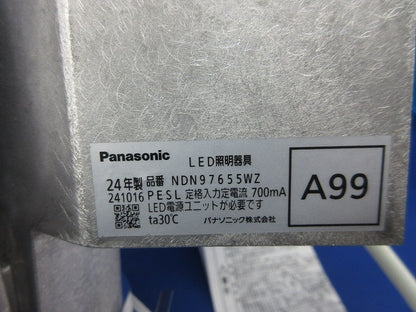 Panasonic LED照明器具
24年製 品番 NDN97655WZ
241016 PESL 定格入力定電流 700mA
LED電源ユニットが必要です
ta30℃ パナソニック株式会社
A99